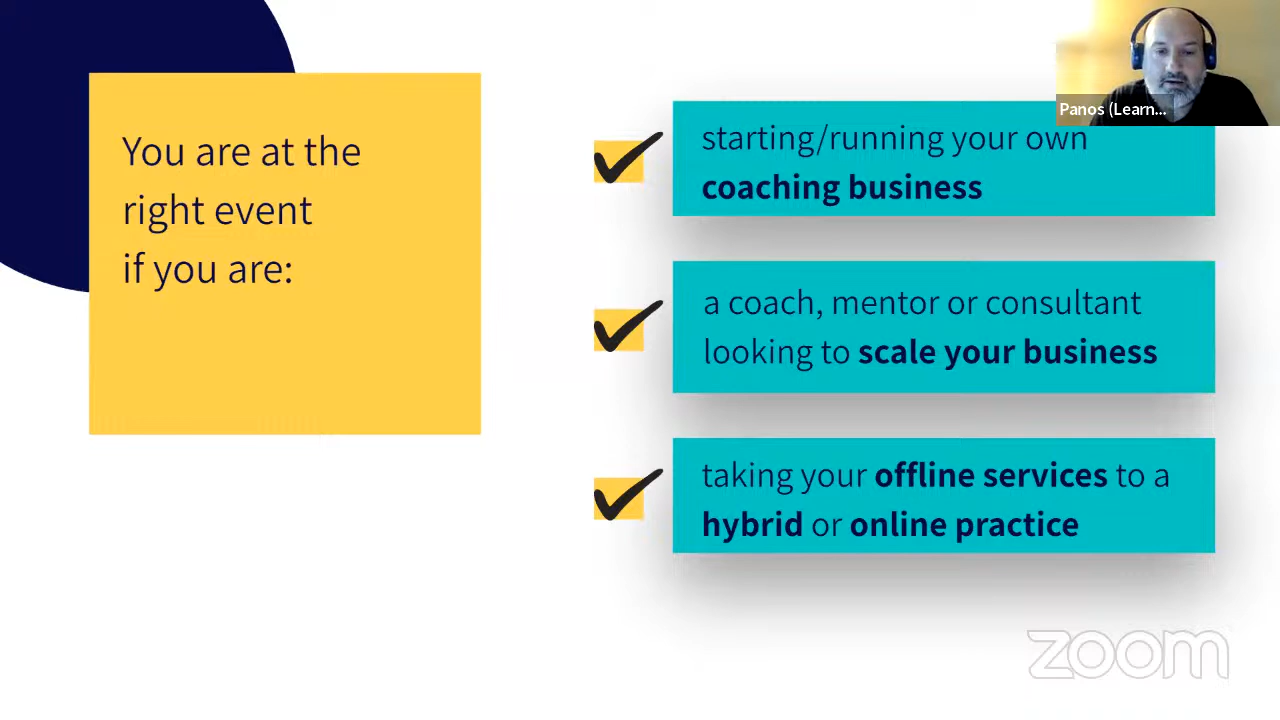 You are at the
right event
if you are:
starting/running your own
coaching business
a coach, mentor or consultant
looking to scale your business
taking your offline services to a
hybrid or online practice
Panos (Learn...
zoom